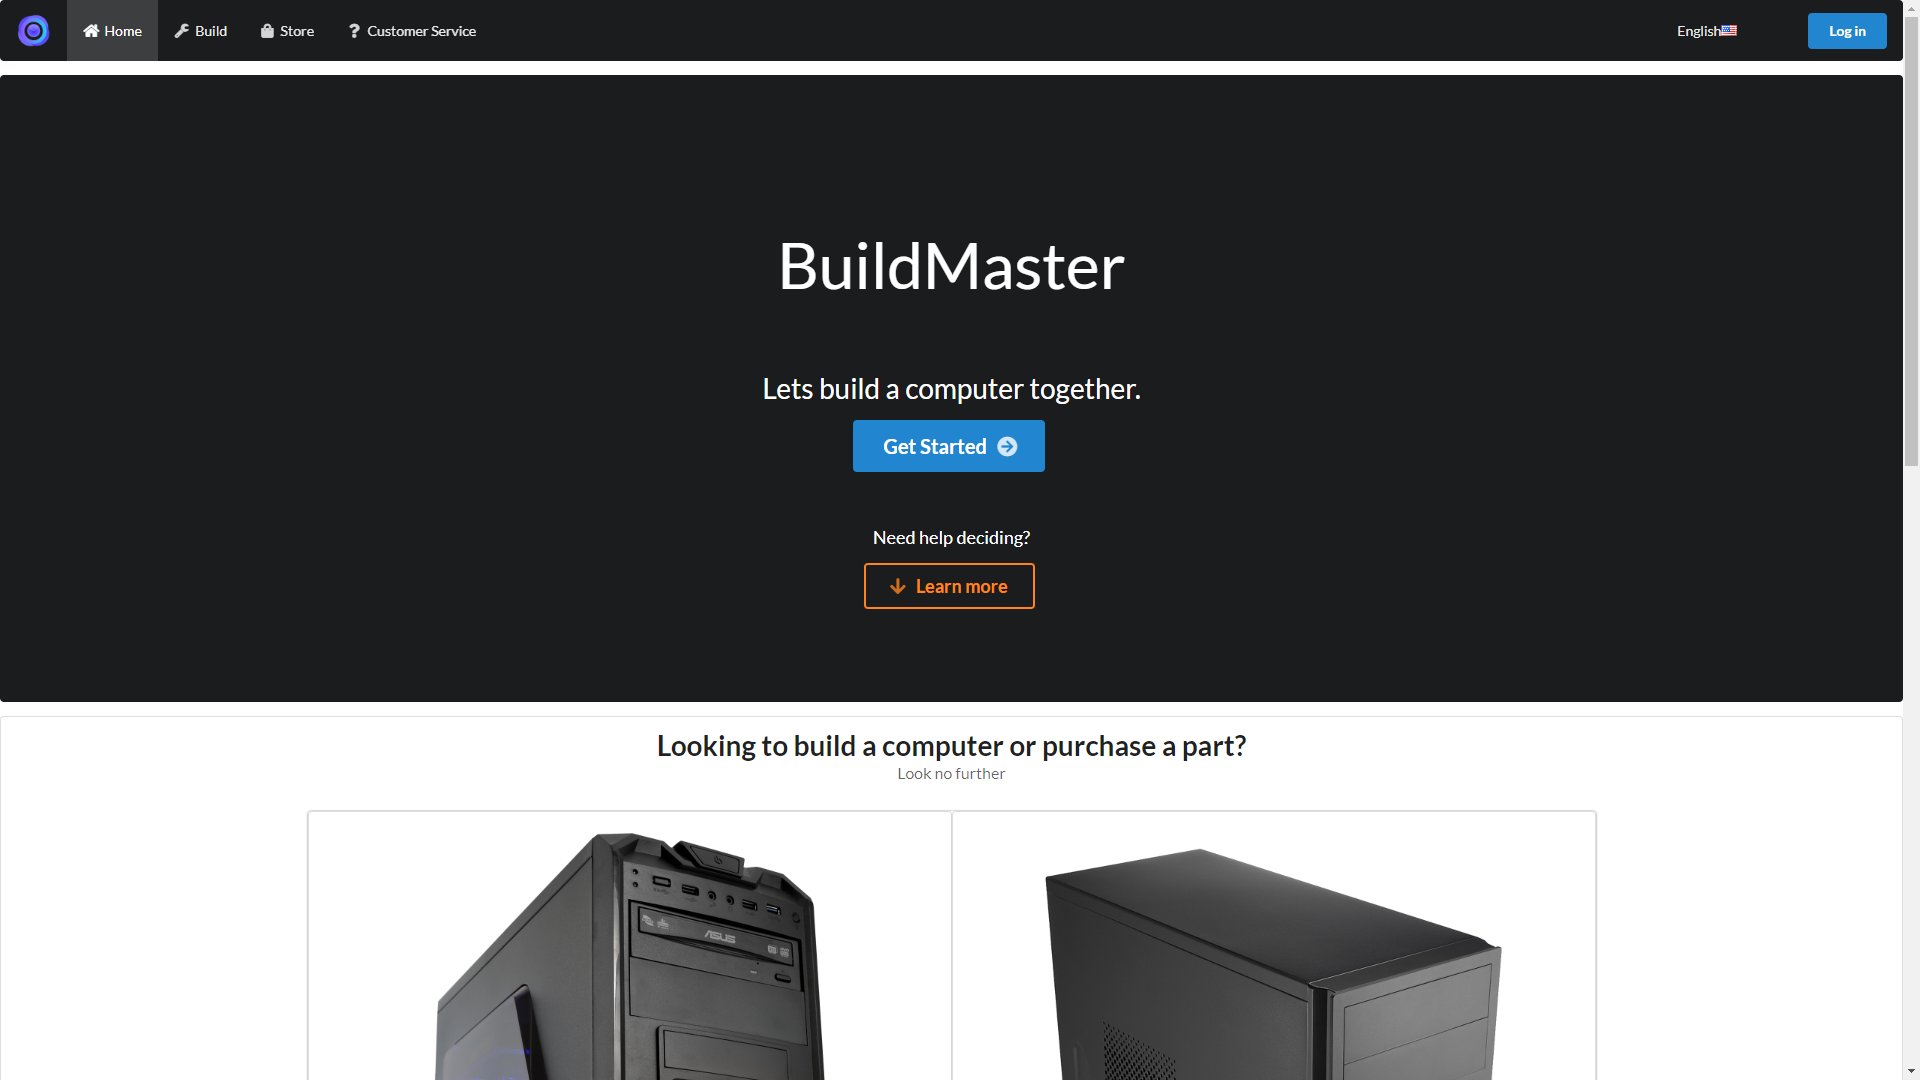 Home
Build
Store
Customer Service
English
Log in
BuildMaster
Lets build a computer together.
Get Started
Need help deciding?
Learn more
Looking to build a computer or purchase a part?
Look no further
ASUS